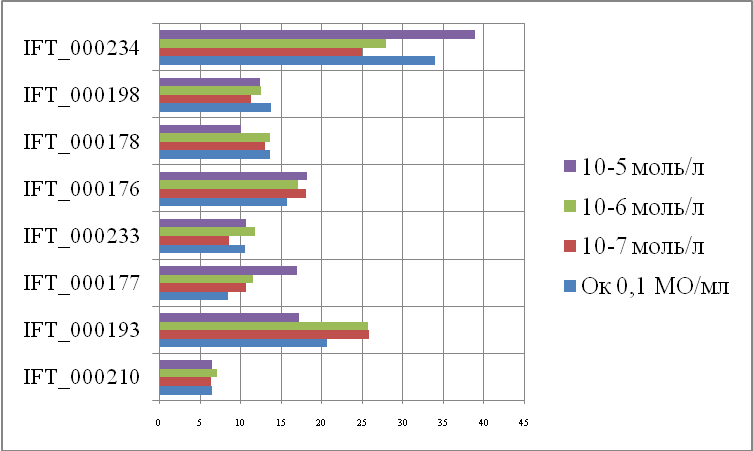 IFT_000234
IFT_000198
IFT_000178
IFT_000176
IFT_000233
IFT_000177
IFT_000193
IFT_000210
0 5 10 15 20 25 30 35 40 45
10-5 моль/л
10-6 моль/л
10-7 моль/л
Ок 0,1 МО/мл